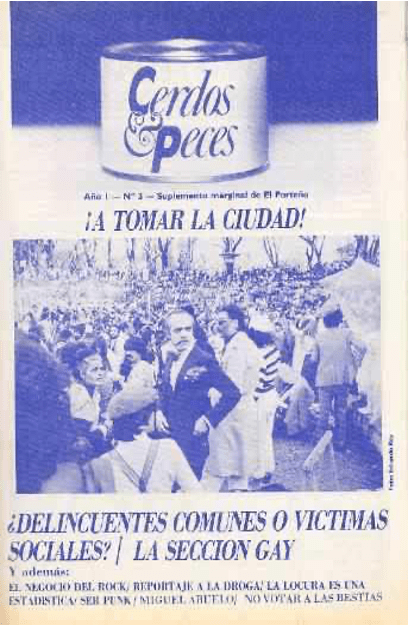 Cerdos
& Peces
Año I — Nº 3 — Suplemento marginal de El Porteño
¡A TOMAR LA CIUDAD!
¿DELINCUENTES COMUNES O VICTIMAS
SOCIALES? / LA SECCION GAY
Y además:
EL NEGOCIO DEL ROCK/ REPORTAJE A LA DROGA/ LA LOCURA ES UNA
ESTADISTICA/ SER PUNK / MIGUEL ABUELO/ NO VOTAR A LAS BESTIAS